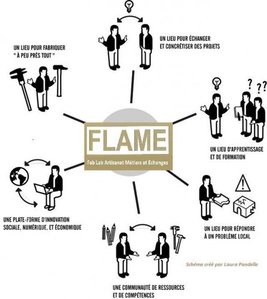 UN LIEU POUR ÉCHANGER
ET CONCRÉTISER DES PROJETS
UN LIEU POUR FABRIQUER
" À PEU PRÈS TOUT "
FLAME
Fab Lab Artisanat Métiers et Echanges
? ? ?
UN LIEU D'APPRENTISSAGE
ET DE FORMATION
UNE PLATE-FORME D'INNOVATION
SOCIALE, NUMÉRIQUE, ET ÉCONOMIQUE
UN LIEU POUR RÉPONDRE
À UN PROBLÈME LOCAL
Schéma créé par Laura Pandelle
UNE COMMUNAUTÉ DE RESSOURCES
ET DE COMPÉTENCES